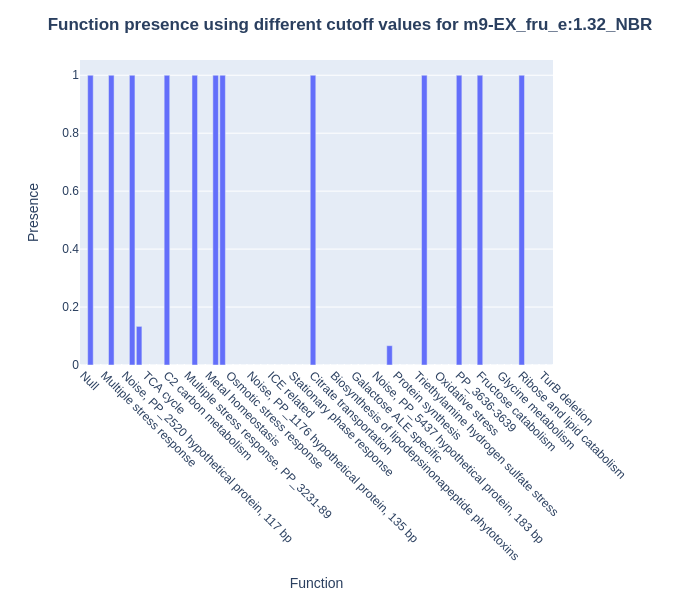 Function presence using different cutoff values for m9-EX_fru_e:1.32_NBR
Presence
1
0.8
0.6
0.4
0.2
0
Null
Multiple stress response
Noise, PP_2520 hypothetical protein, 117 bp
TCA cycle
C2 carbon metabolism
Multiple stress response, PP_3231-89
Metal homeostasis
Osmotic stress response
Noise, PP_1176 hypothetical protein, 135 bp
ICE related
Stationary phase response
Citrate transportation
Biosynthesis of lipodepsinonapeptide phytotoxins
Galactose ALE specific
Noise, PP_5437 hypothetical protein, 183 bp
Protein synthesis
Triethylamine hydrogen sulfate stress
Oxidative stress
PP_3636-3639
Fructose catabolism
Glycine metabolism
Ribose and lipid catabolism
TurB deletion
Function